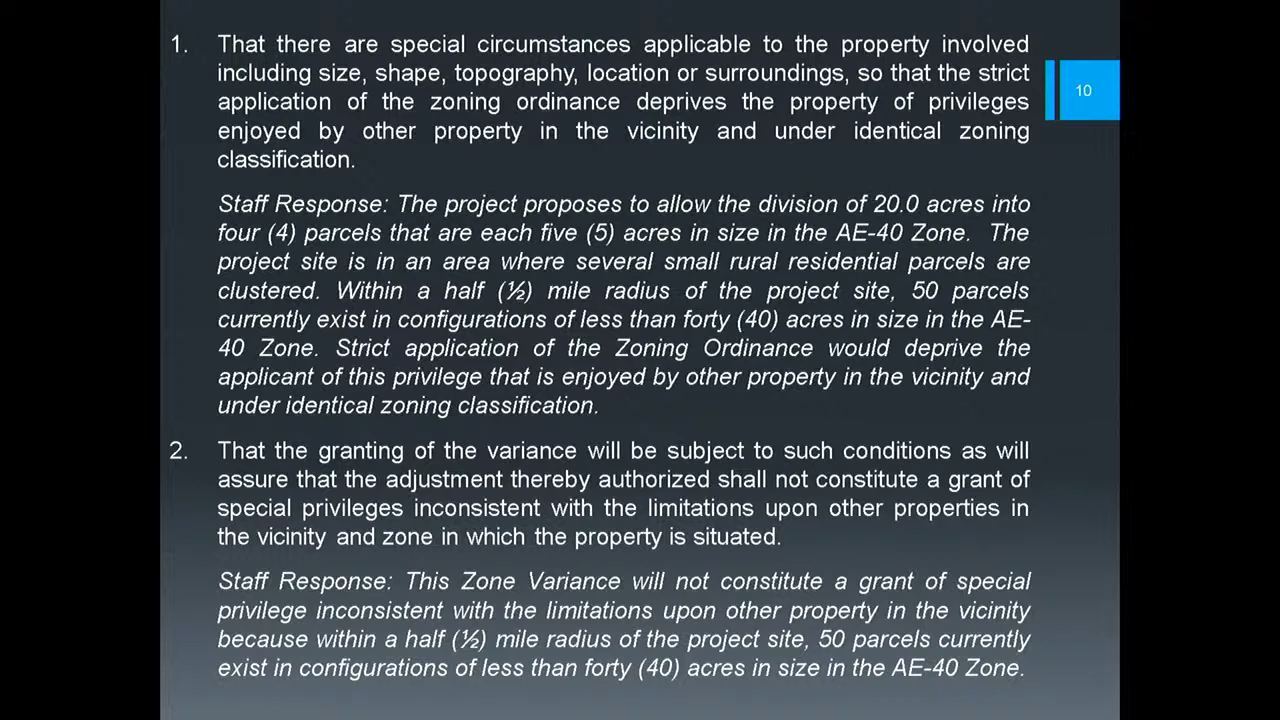 1. That there are special circumstances applicable to the property involved
including size, shape, topography, location or surroundings, so that the strict
application of the zoning ordinance deprives the property of privileges
enjoyed by other property in the vicinity and under identical zoning
classification.
10
Staff Response: The project proposes to allow the division of 20.0 acres into
four (4) parcels that are each five (5) acres in size in the AE-40 Zone. The
project site is in an area where several small rural residential parcels are
clustered. Within a half (½) mile radius of the project site, 50 parcels
currently exist in configurations of less than forty (40) acres in size in the AE-
40 Zone. Strict application of the Zoning Ordinance would deprive the
applicant of this privilege that is enjoyed by other property in the vicinity and
under identical zoning classification.
2. That the granting of the variance will be subject to such conditions as will
assure that the adjustment thereby authorized shall not constitute a grant of
special privileges inconsistent with the limitations upon other properties in
the vicinity and zone in which the property is situated.
Staff Response: This Zone Variance will not constitute a grant of special
privilege inconsistent with the limitations upon other property in the vicinity
because within a half (½) mile radius of the project site, 50 parcels currently
exist in configurations of less than forty (40) acres in size in the AE-40 Zone.